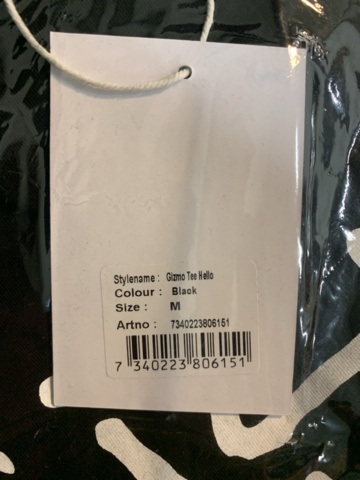 Stylename : Gizmo Tee Hello
Colour : Black
Size : M
Artno : 7340223806151
7 340223 806151